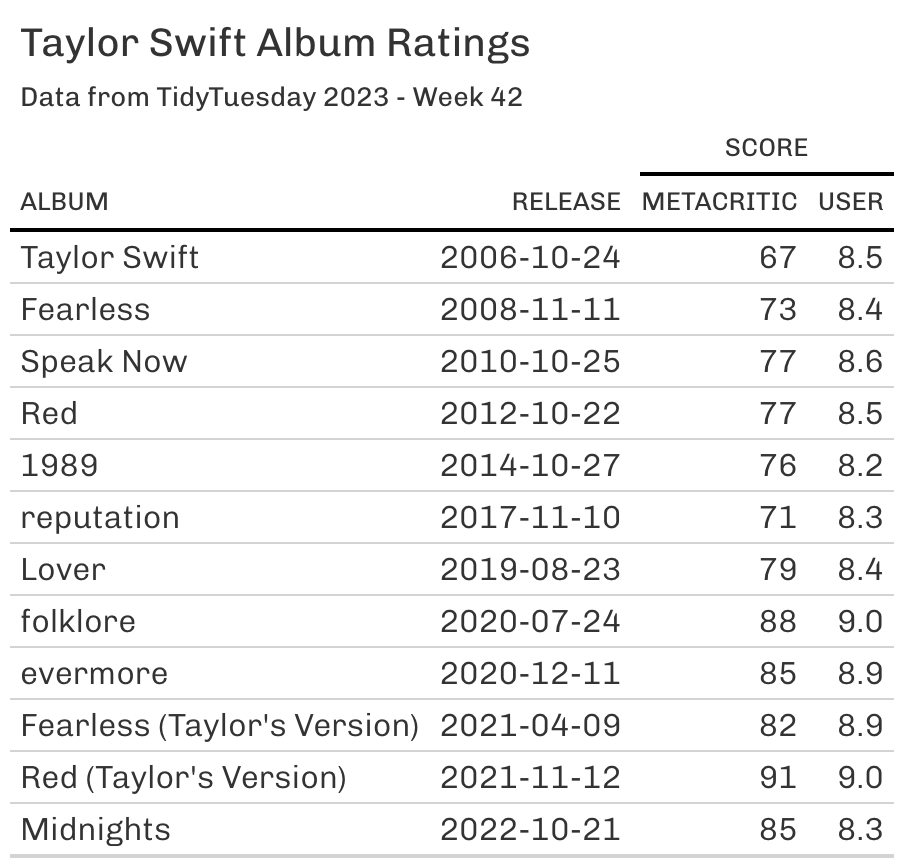 Taylor Swift Album Ratings
Data from TidyTuesday 2023 - Week 42
SCORE
ALBUM RELEASE METACRITIC USER
Taylor Swift 2006-10-24 67 8.5
Fearless 2008-11-11 73 8.4
Speak Now 2010-10-25 77 8.6
Red 2012-10-22 77 8.5
1989 2014-10-27 76 8.2
reputation 2017-11-10 71 8.3
Lover 2019-08-23 79 8.4
folklore 2020-07-24 88 9.0
evermore 2020-12-11 85 8.9
Fearless (Taylor's Version) 2021-04-09 82 8.9
Red (Taylor's Version) 2021-11-12 91 9.0
Midnights 2022-10-21 85 8.3